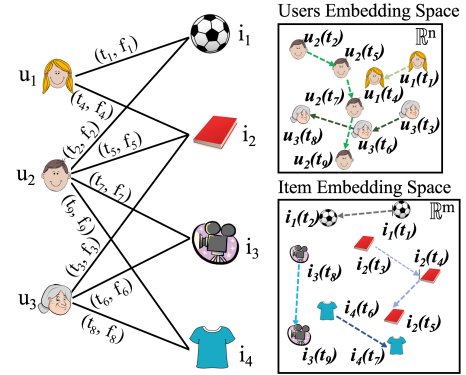 Users Embedding Space
ℝⁿ
u₂(t₂)
u₂(t₅)
u₂(t₇)
u₁(t₄)
u₁(t₁)
u₃(t₈)
u₃(t₆)
u₃(t₃)
u₂(t₉)
Item Embedding Space
ℝᵐ
i₁(t₂)
i₁(t₁)
i₂(t₃)
i₂(t₄)
i₃(t₈)
i₄(t₆)
i₂(t₅)
i₃(t₉)
i₄(t₇)
u₁
u₂
u₃
i₁
i₂
i₃
i₄
(t₁, f₁)
(t₄, f₄)
(t₂, f₂)
(t₅, f₅)
(t₇, f₇)
(t₉, f₉)
(t₃, f₃)
(t₆, f₆)
(t₈, f₈)